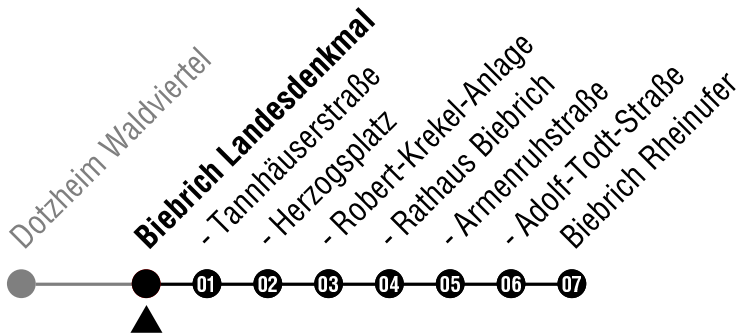 Dotzheim Waldviertel
Biebrich Landesdenkmal
- Tannhäuserstraße
- Herzogsplatz
- Robert-Krekel-Anlage
- Rathaus Biebrich
- Armenruhstraße
- Adolf-Todt-Straße
Biebrich Rheinufer
01 02 03 04 05 06 07